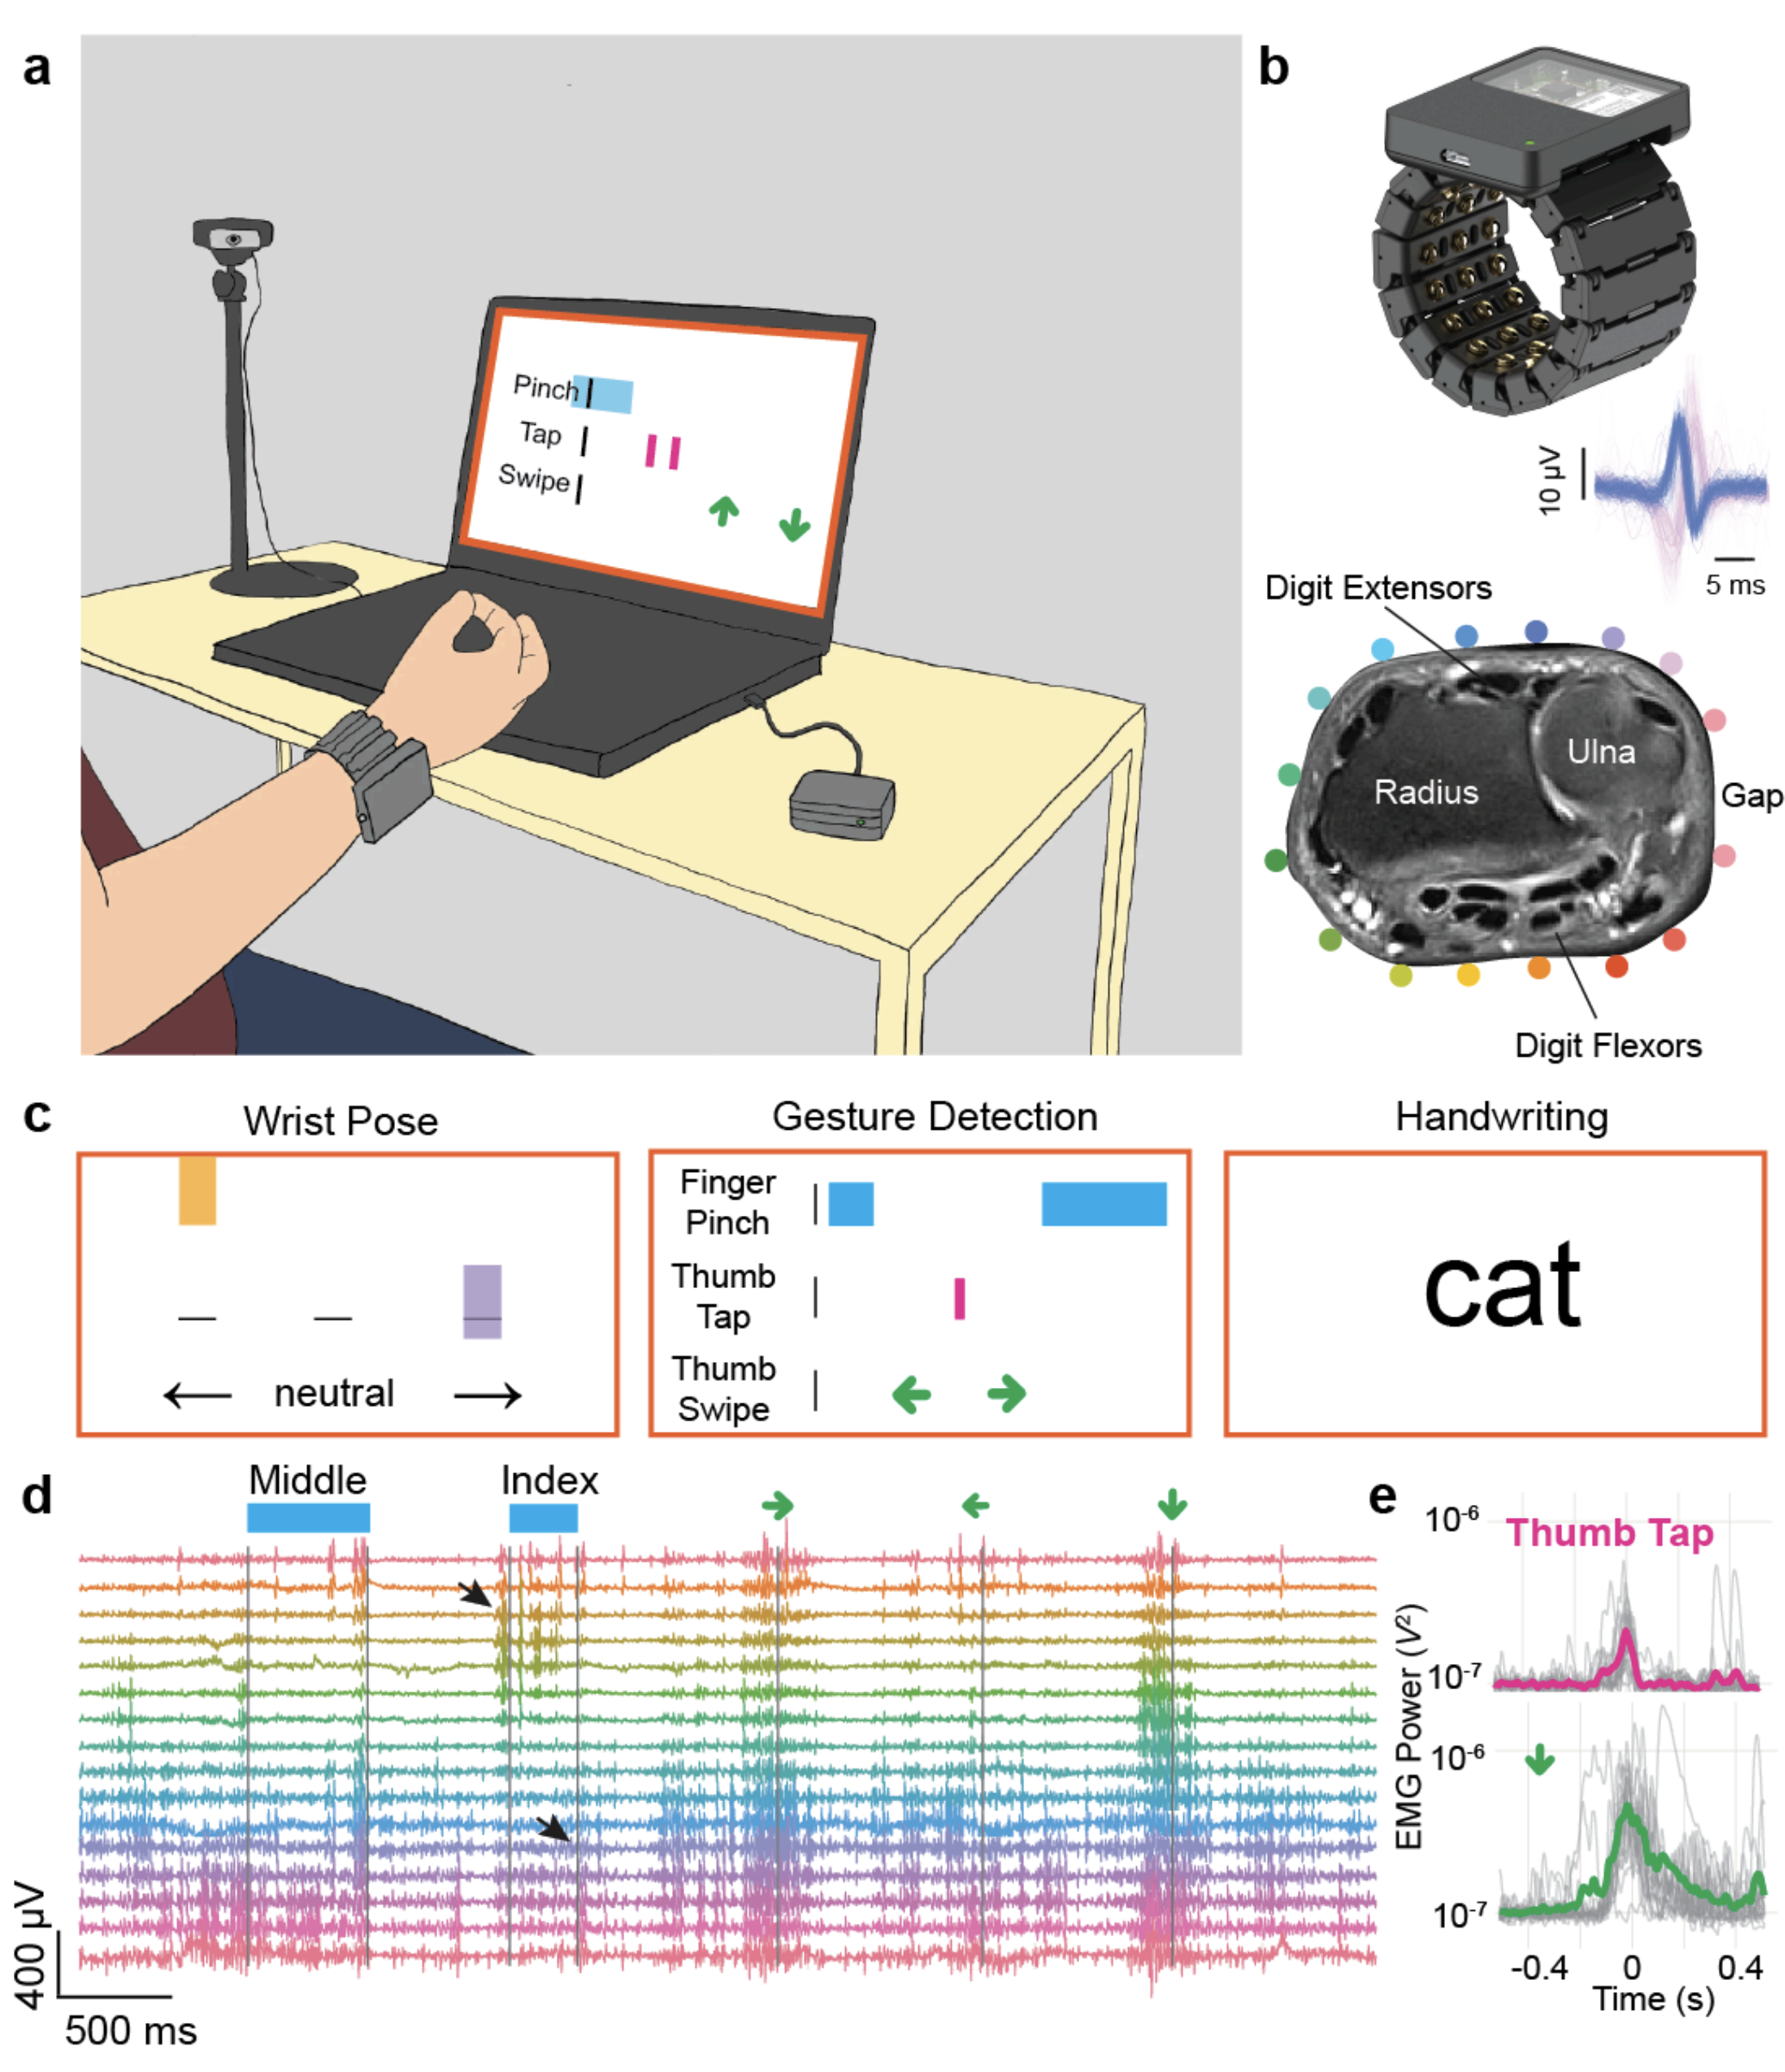 a
Pinch
Tap
Swipe
b
10 µV
5 ms
Digit Extensors
Radius
Ulna
Gap
Digit Flexors
c
Wrist Pose
neutral
Gesture Detection
Finger
Pinch
Thumb
Tap
Thumb
Swipe
Handwriting
cat
d
Middle
Index
400 µV
500 ms
e
10-6
Thumb Tap
10-7
EMG Power (V²)
10-6
10-7
-0.4 0 0.4
Time (s)